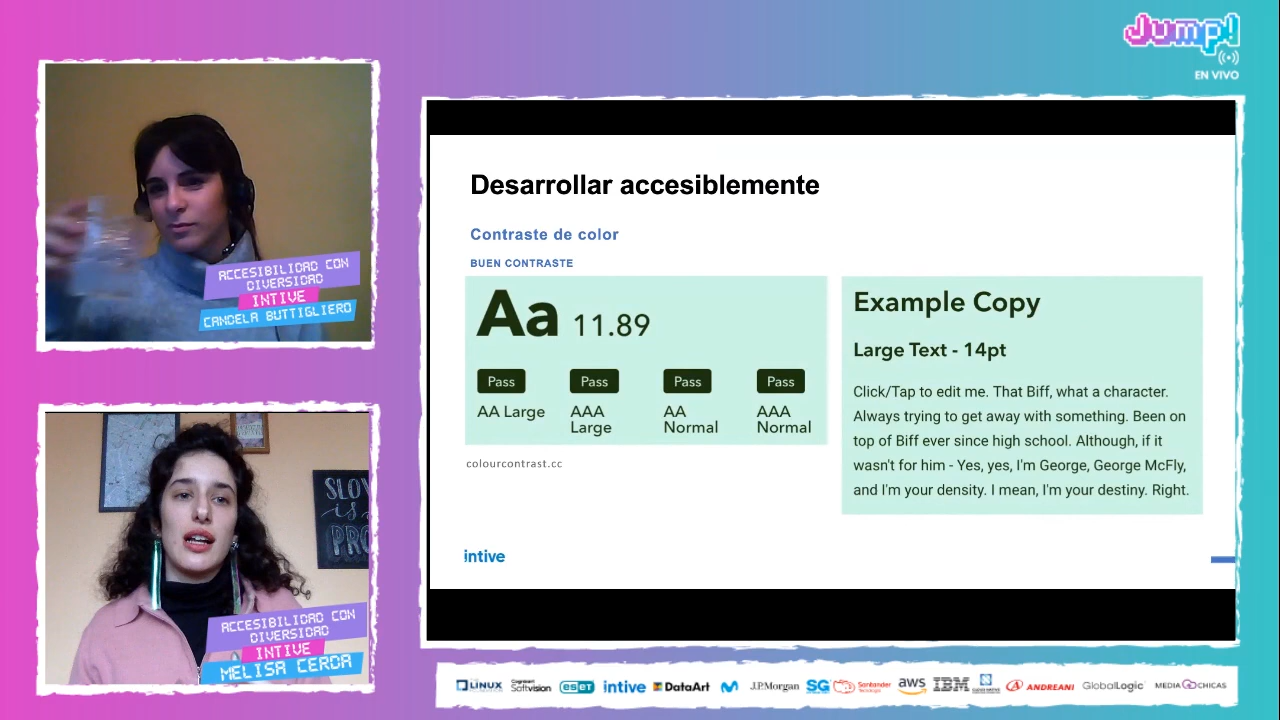 Jump!
EN VIVO
ACCESIBILIDAD CON
DIVERSIDAD
INTIVE
CANDELA BUTTIGLIERO
SLOW
is
PRO
ACCESIBILIDAD CON
DIVERSIDAD
INTIVE
MELISA CERDA
Desarrollar accesiblemente
Contraste de color
BUEN CONTRASTE
Aa 11.89
Pass Pass Pass Pass
AA Large AAA Large AA Normal AAA Normal
colourcontrast.cc
Example Copy
Large Text - 14pt
Click/Tap to edit me. That Biff, what a character.
Always trying to get away with something. Been on
top of Biff ever since high school. Although, if it
wasn't for him - Yes, yes, I'm George, George McFly,
and I'm your density. I mean, I'm your destiny. Right.
intive
LINUX Cognizant Softvision eset intive DataArt J.P.Morgan SG Santander Tecnología aws IBM ANDREANI GlobalLogic MEDIA CHICAS